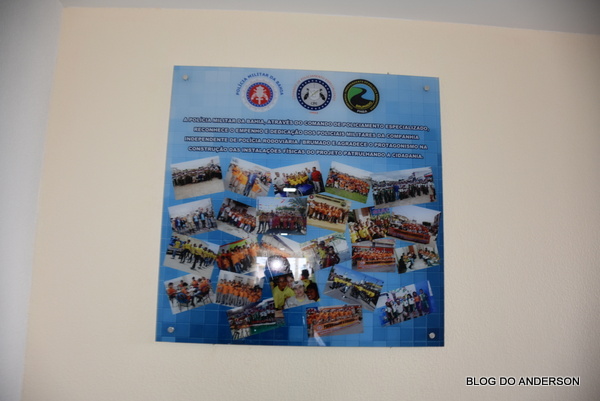 POLÍCIA MILITAR DA BAHIA
A POLÍCIA MILITAR DA BAHIA, ATRAVÉS DO COMANDO DE POLICIAMENTO ESPECIALIZADO,
RECONHECE O EMPENHO E DEDICAÇÃO DOS POLICIAIS MILITARES DA COMPANHIA
INDEPENDENTE DE POLÍCIA RODOVIÁRIA / BRUMADO E AGRADECE O PROTAGONISMO NA
CONSTRUÇÃO DAS INSTALAÇÕES FÍSICAS DO PROJETO PATRULHANDO A CIDADANIA.
BLOG DO ANDERSON